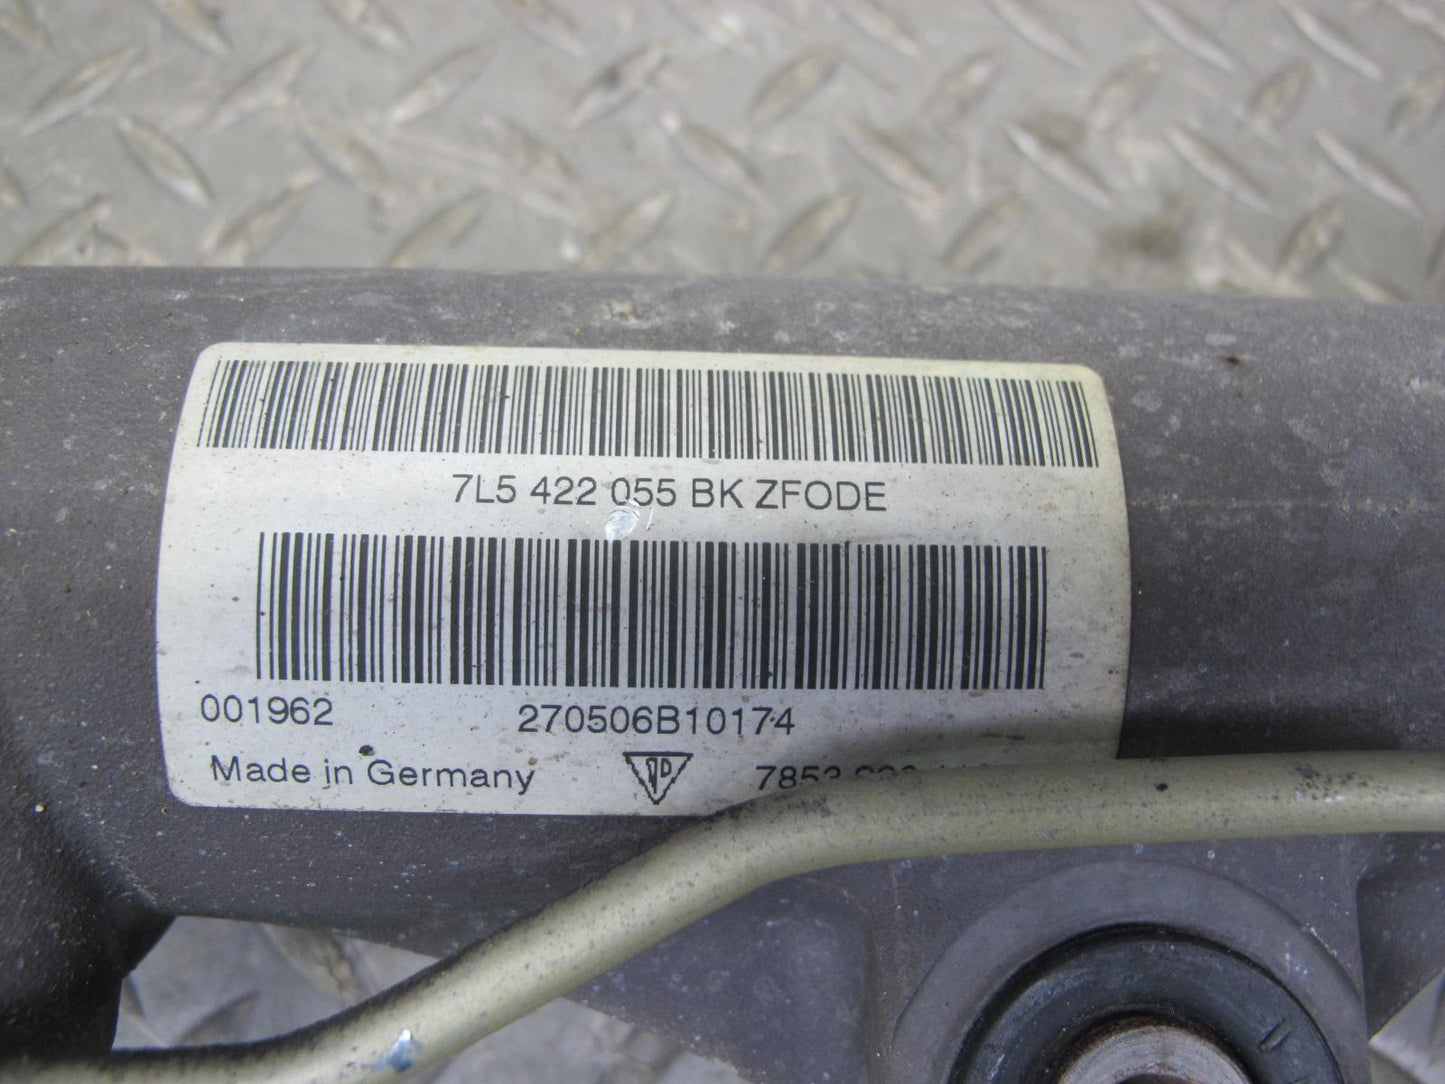 7L5 422 055 BK ZFODE
001962 270506B10174
Made in Germany